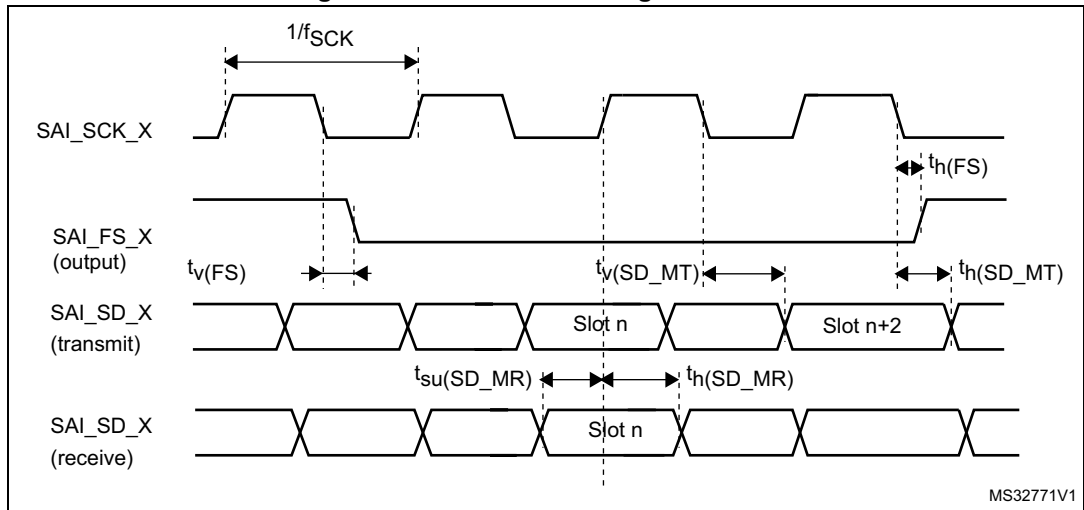 1/fSCK
SAI_SCK_X
th(FS)
SAI_FS_X
(output)
tv(FS)
tv(SD_MT)
th(SD_MT)
SAI_SD_X
(transmit)
Slot n
Slot n+2
tsu(SD_MR)
th(SD_MR)
SAI_SD_X
(receive)
Slot n
MS32771V1